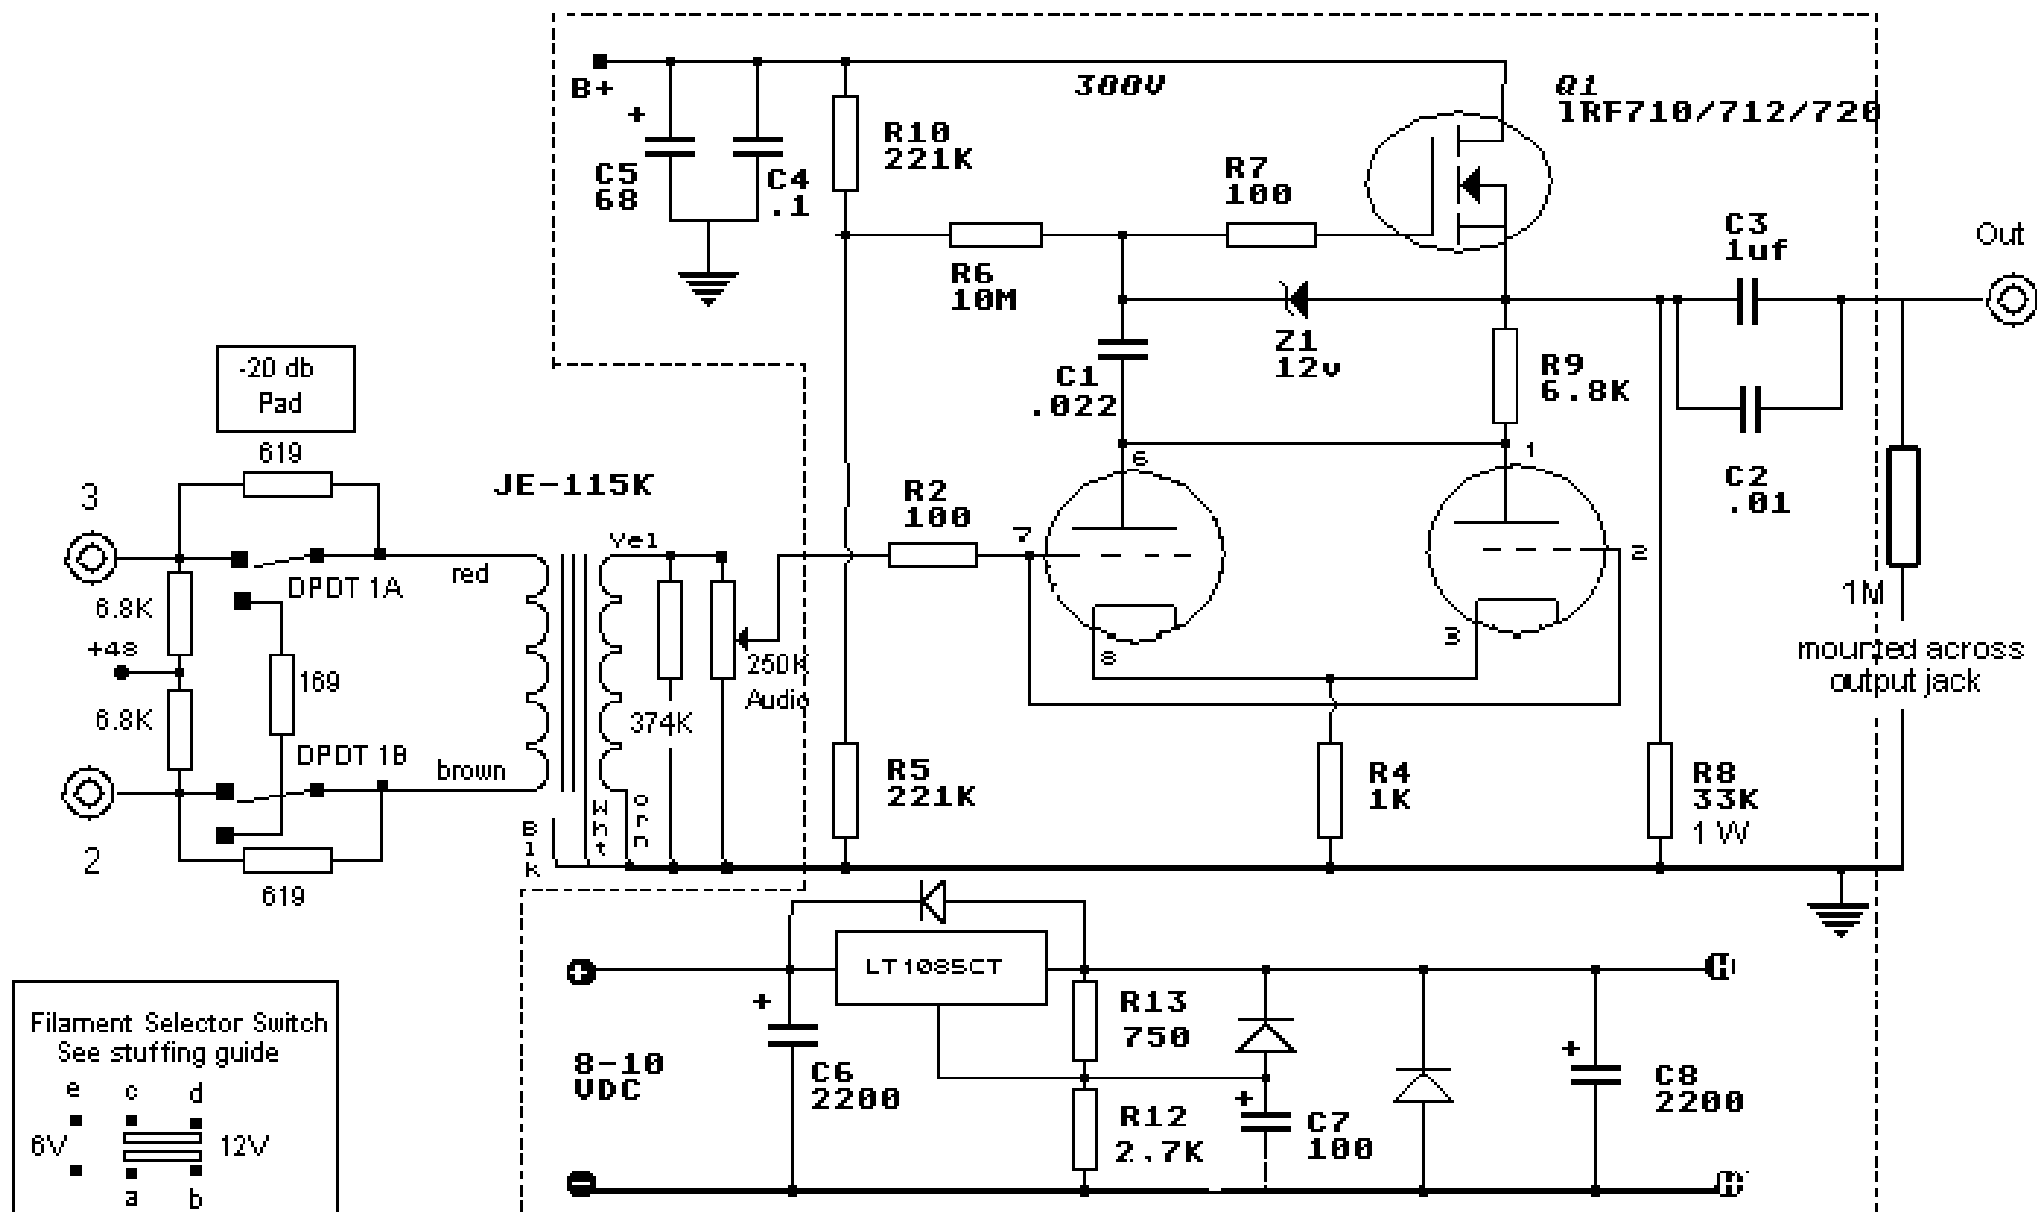 B+
300V
Q1
IRF710/712/720
+
C5
68
C4
.1
R10
221K
R7
100
R6
10M
C3
1uf
Out
Z1
12v
C1
.022
R9
6.8K
C2
.01
-20 db
Pad
619
JE-115K
3
R2
100
6
1
7
2
Yel
red
DPDT 1A
6.8K
+48
169
6.8K
250K
Audio
374K
8
3
1M
mounted across
output jack
DPDT 1B
brown
2
619
Blk
Wht
orn
R5
221K
R4
1K
R8
33K
1 W
LT1085CT
+
8-10
VDC
+
C6
2200
R13
750
R12
2.7K
+
C7
100
+
C8
2200
H
-
H
Filament Selector Switch
See stuffing guide
e c d
6V 12V
a b